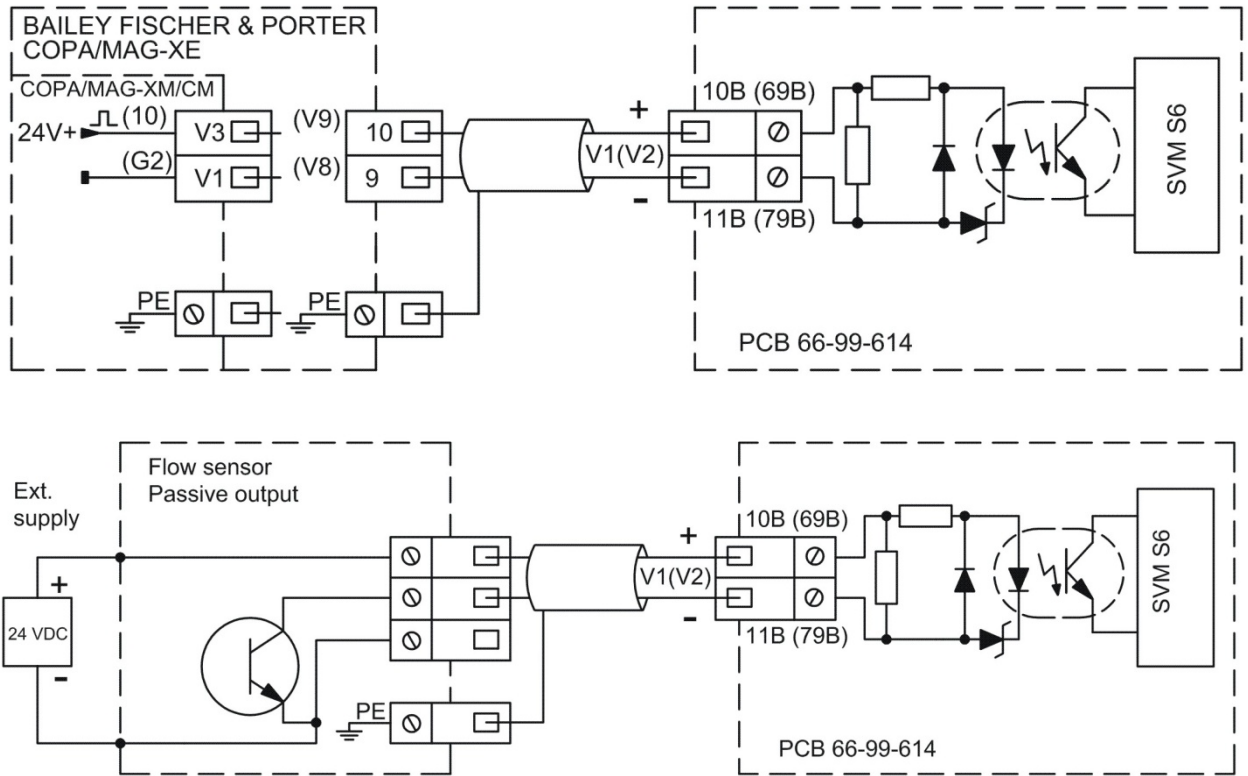 BAILEY FISCHER & PORTER
COPA/MAG-XE
COPA/MAG-XM/CM
24V+ (10) V3 (V9) 10
(G2) V1 (V8) 9
PE PE
+
V1(V2)
-
10B (69B)
11B (79B)
SVM S6
PCB 66-99-614
Ext.
supply
+
24 VDC
-
Flow sensor
Passive output
PE
+
V1(V2)
-
10B (69B)
11B (79B)
SVM S6
PCB 66-99-614